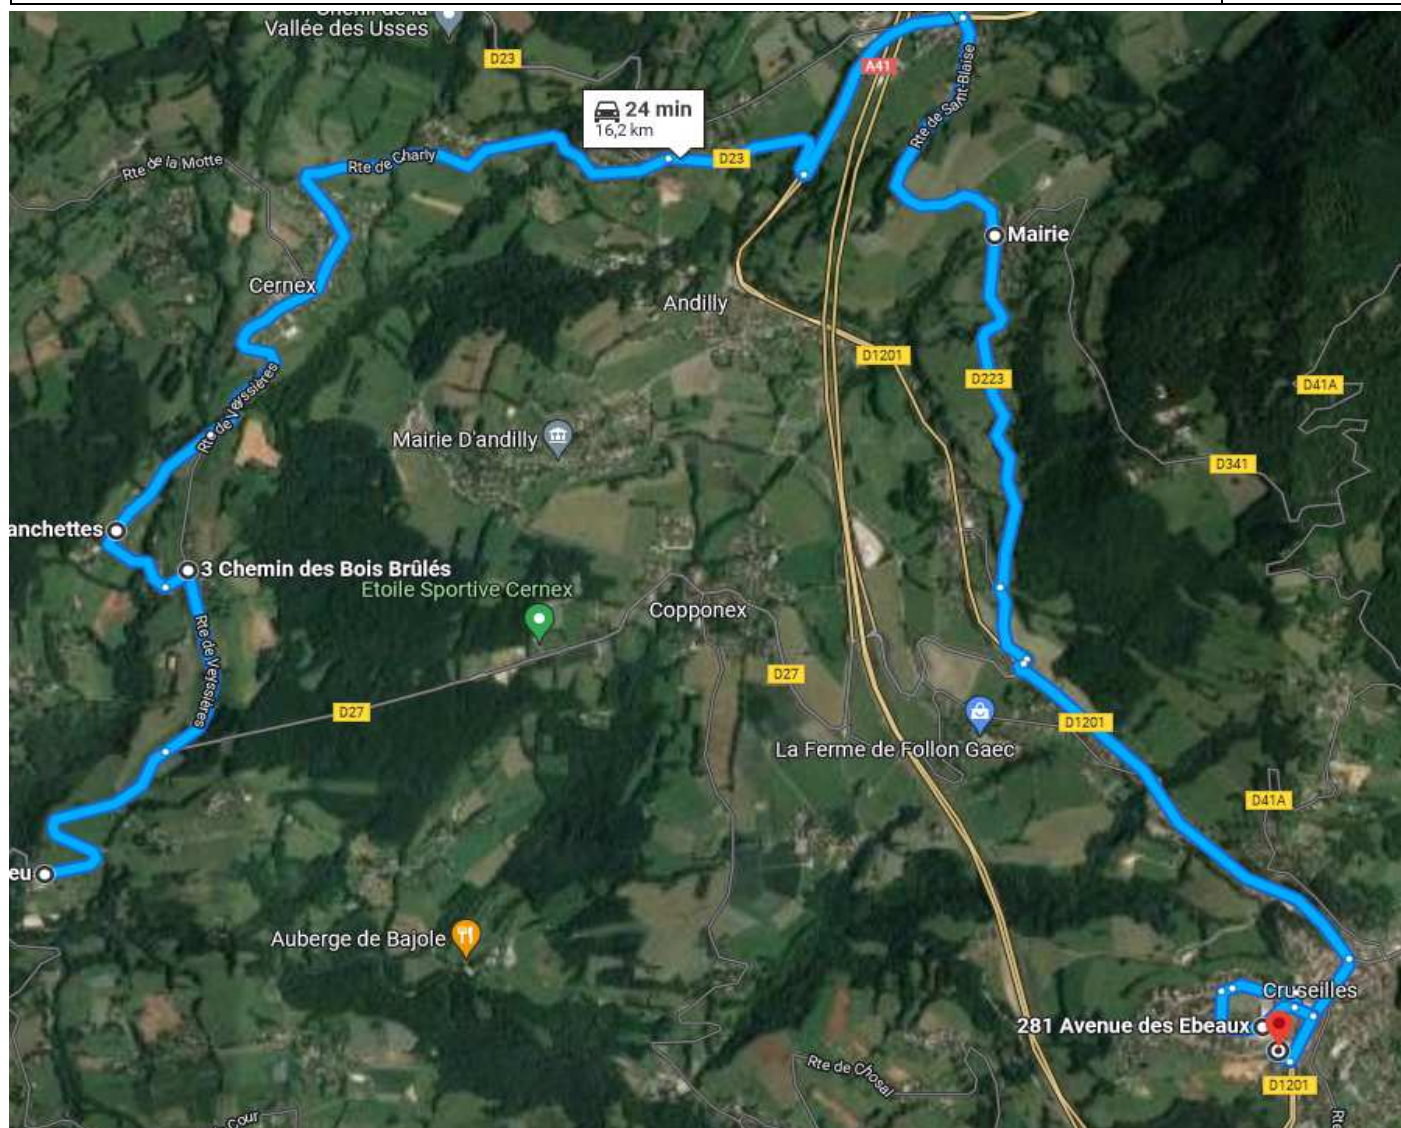 Vallée des Usses
D23
A41
Rte de Saint-Blaise
24 min
16,2 km
Rte de la Motte
Rte de Charly
D23
Mairie
Cernex
Andilly
D1201
D223
D41A
Rte de Veyssières
Mairie D'andilly
D341
anchettes
3 Chemin des Bois Brûlés
Etoile Sportive Cernex
Copponex
Rte de Veyssières
D27
D27
D1201
La Ferme de Follon Gaec
D41A
eu
Auberge de Bajole
Cruseilles
281 Avenue des Ebeaux
Rte de Chosal
D1201
Cour
Rte